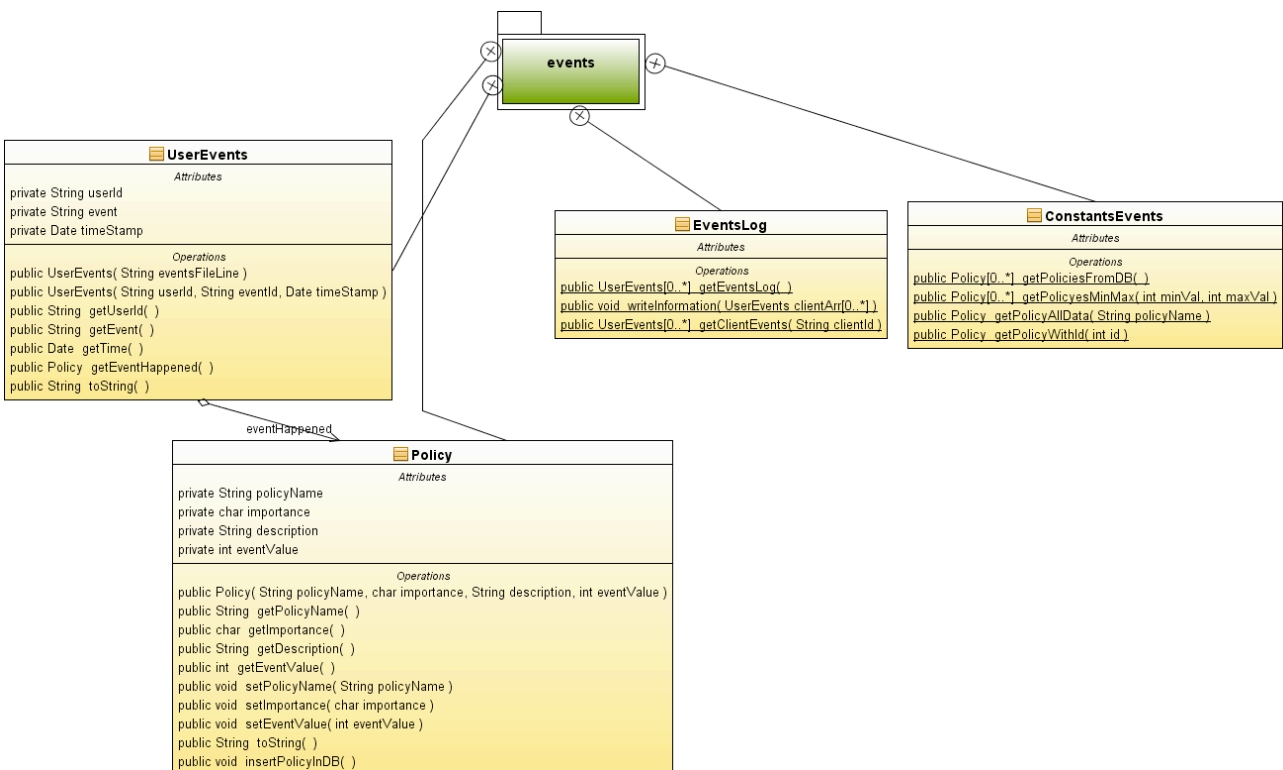 events
UserEvents
Attributes
private String userId
private String event
private Date timeStamp
Operations
public UserEvents( String eventsFileLine )
public UserEvents( String userId, String eventId, Date timeStamp )
public String getUserId( )
public String getEvent( )
public Date getTime( )
public Policy getEventHappened( )
public String toString( )
EventsLog
Attributes
Operations
public UserEvents[0..*] getEventsLog( )
public void writeInformation( UserEvents clientArr[0..*] )
public UserEvents[0..*] getClientEvents( String clientId )
ConstantsEvents
Attributes
Operations
public Policy[0..*] getPoliciesFromDB( )
public Policy[0..*] getPolicyesMinMax( int minVal, int maxVal )
public Policy getPolicyAllData( String policyName )
public Policy getPolicyWithId( int id )
eventHappened
Policy
Attributes
private String policyName
private char importance
private String description
private int eventValue
Operations
public Policy( String policyName, char importance, String description, int eventValue )
public String getPolicyName( )
public char getImportance( )
public String getDescription( )
public int getEventValue( )
public void setPolicyName( String policyName )
public void setImportance( char importance )
public void setEventValue( int eventValue )
public String toString( )
public void insertPolicyInDB( )